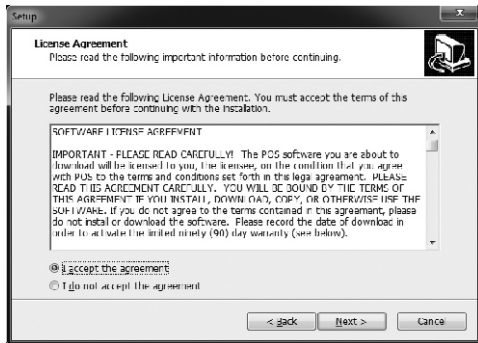 Setup
License Agreement
Please read the following important information before continuing.
Please read the following License Agreement. You must accept the terms of this
agreement before continuing with the installation.
SOFTWARE LICENSE AGREEMENT
IMPORTANT - PLEASE READ CAREFULLY! The POS software you are about to
download will be licensed to you, the licensee, on the condition that you agree
with POS to the terms and conditions set forth in this legal agreement. PLEASE
READ THIS AGREEMENT CAREFULLY. YOU WILL BE BOUND BY THE TERMS OF
THIS AGREEMENT IF YOU INSTALL, DOWNLOAD, COPY, OR OTHERWISE USE THE
SOFTWARE. If you do not agree to the terms contained in this agreement, please
do not install or download the software. Please record the date of download in
order to activate the limited ninety (90) day warranty (see below).
I accept the agreement
I do not accept the agreement
< Back Next > Cancel